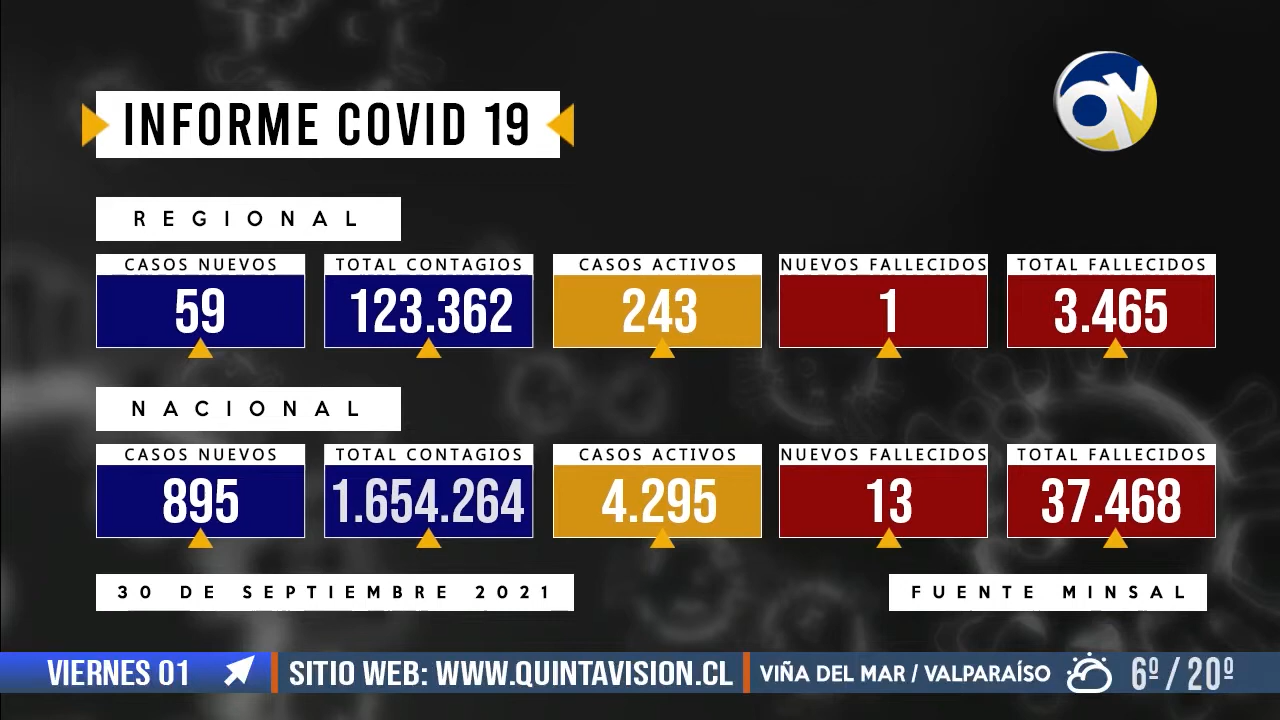 INFORME COVID 19
QV
REGIONAL
CASOS NUEVOS TOTAL CONTAGIOS CASOS ACTIVOS NUEVOS FALLECIDOS TOTAL FALLECIDOS
59 123.362 243 1 3.465
NACIONAL
CASOS NUEVOS TOTAL CONTAGIOS CASOS ACTIVOS NUEVOS FALLECIDOS TOTAL FALLECIDOS
895 1.654.264 4.295 13 37.468
30 DE SEPTIEMBRE 2021 FUENTE MINSAL
VIERNES 01 SITIO WEB: WWW.QUINTAVISION.CL VIÑA DEL MAR / VALPARAÍSO 6º / 20º